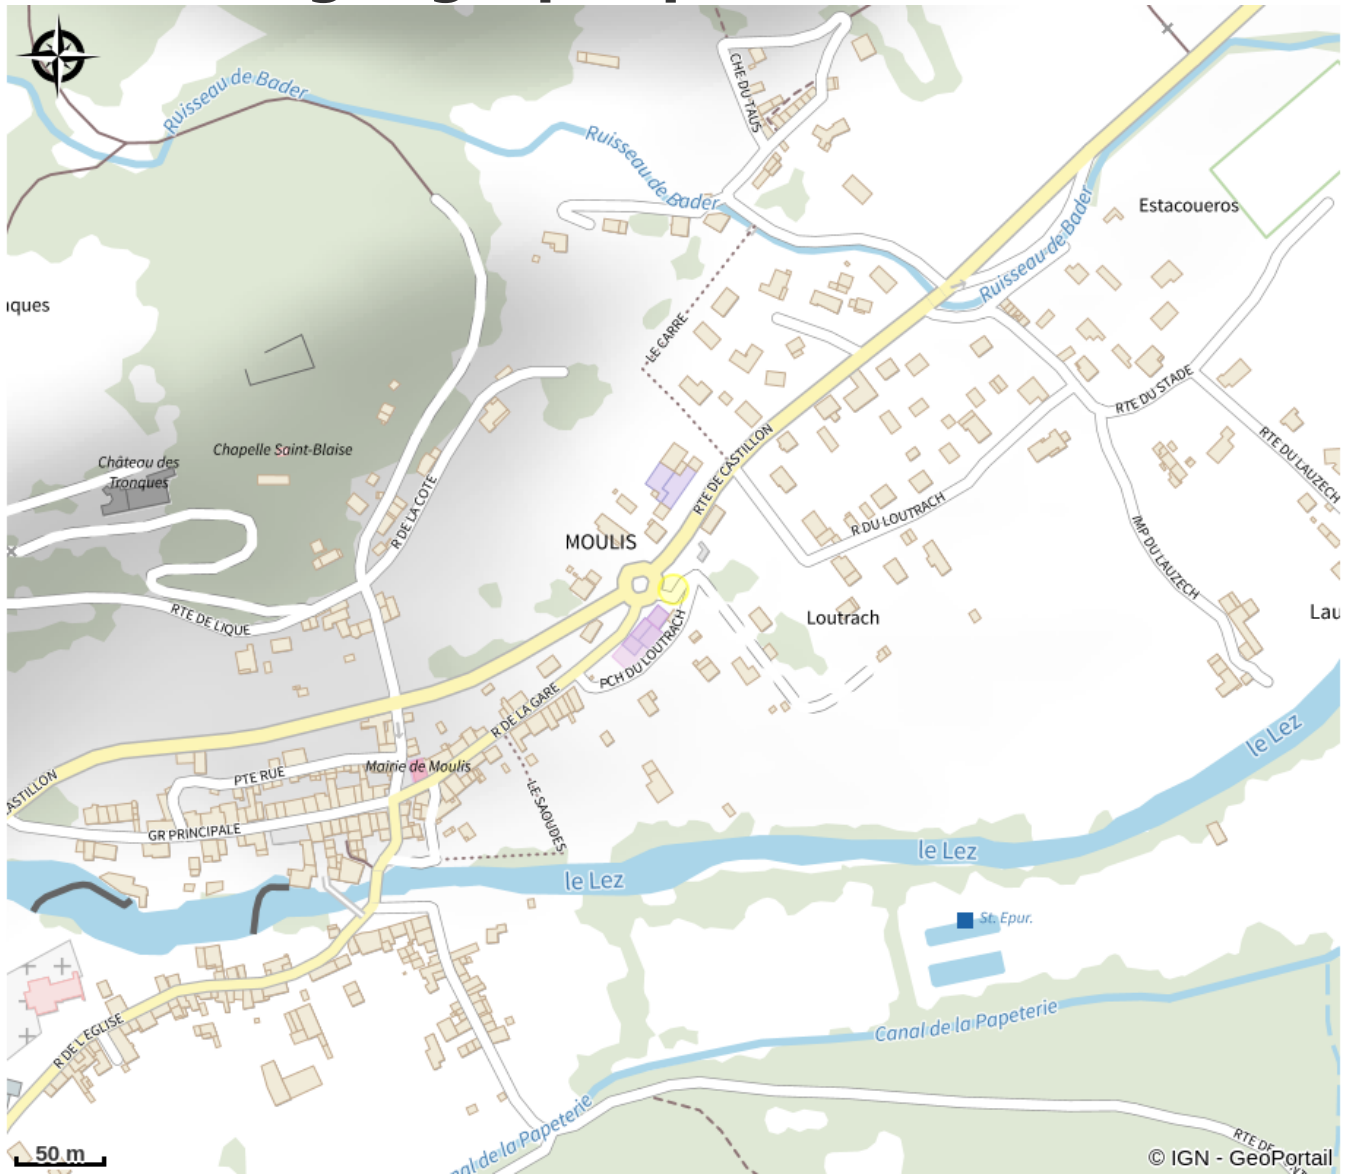 Ruisseau de Bader
CHE DU TAUS
Ruisseau de Bader
Estacoueros
Ruisseau de Bader
LE CARRE
RTE DU STADE
Chapelle Saint-Blaise
Château des
Tronques
RTE DU LAUZECH
RTE DE CASTILLON
R DE LA COTE
R DU LOUTRACH
IMP DU LAUZECH
MOULIS
RTE DE LIQUE
Loutrach
PCH DU LOUTRACH
R DE LA GARE
le Lez
Mairie de Moulis
PTE RUE
LE SAOUDES
GR PRINCIPALE
le Lez
le Lez
St. Epur.
R DE L'EGLISE
Canal de la Papeterie
de la Papeterie
RTE DE
50 m
© IGN - GeoPortail